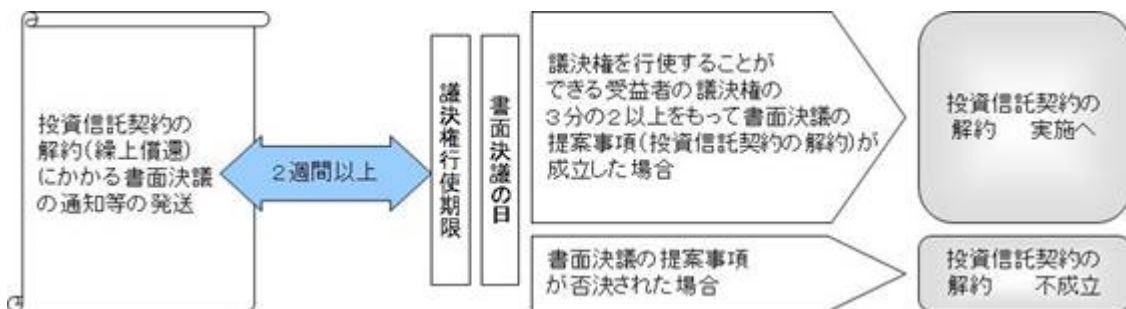 投資信託契約の
解約(繰上償還)
にかかる書面決議
の通知等の発送
2週間以上
議決権行使期限
書面決議の日
議決権を行使することが
できる受益者の議決権の
3分の2以上をもって書面決議の
提案事項(投資信託契約の解約)が
成立した場合
投資信託契約の
解約　実施へ
書面決議の提案事項
が否決された場合
投資信託契約の
解約　不成立